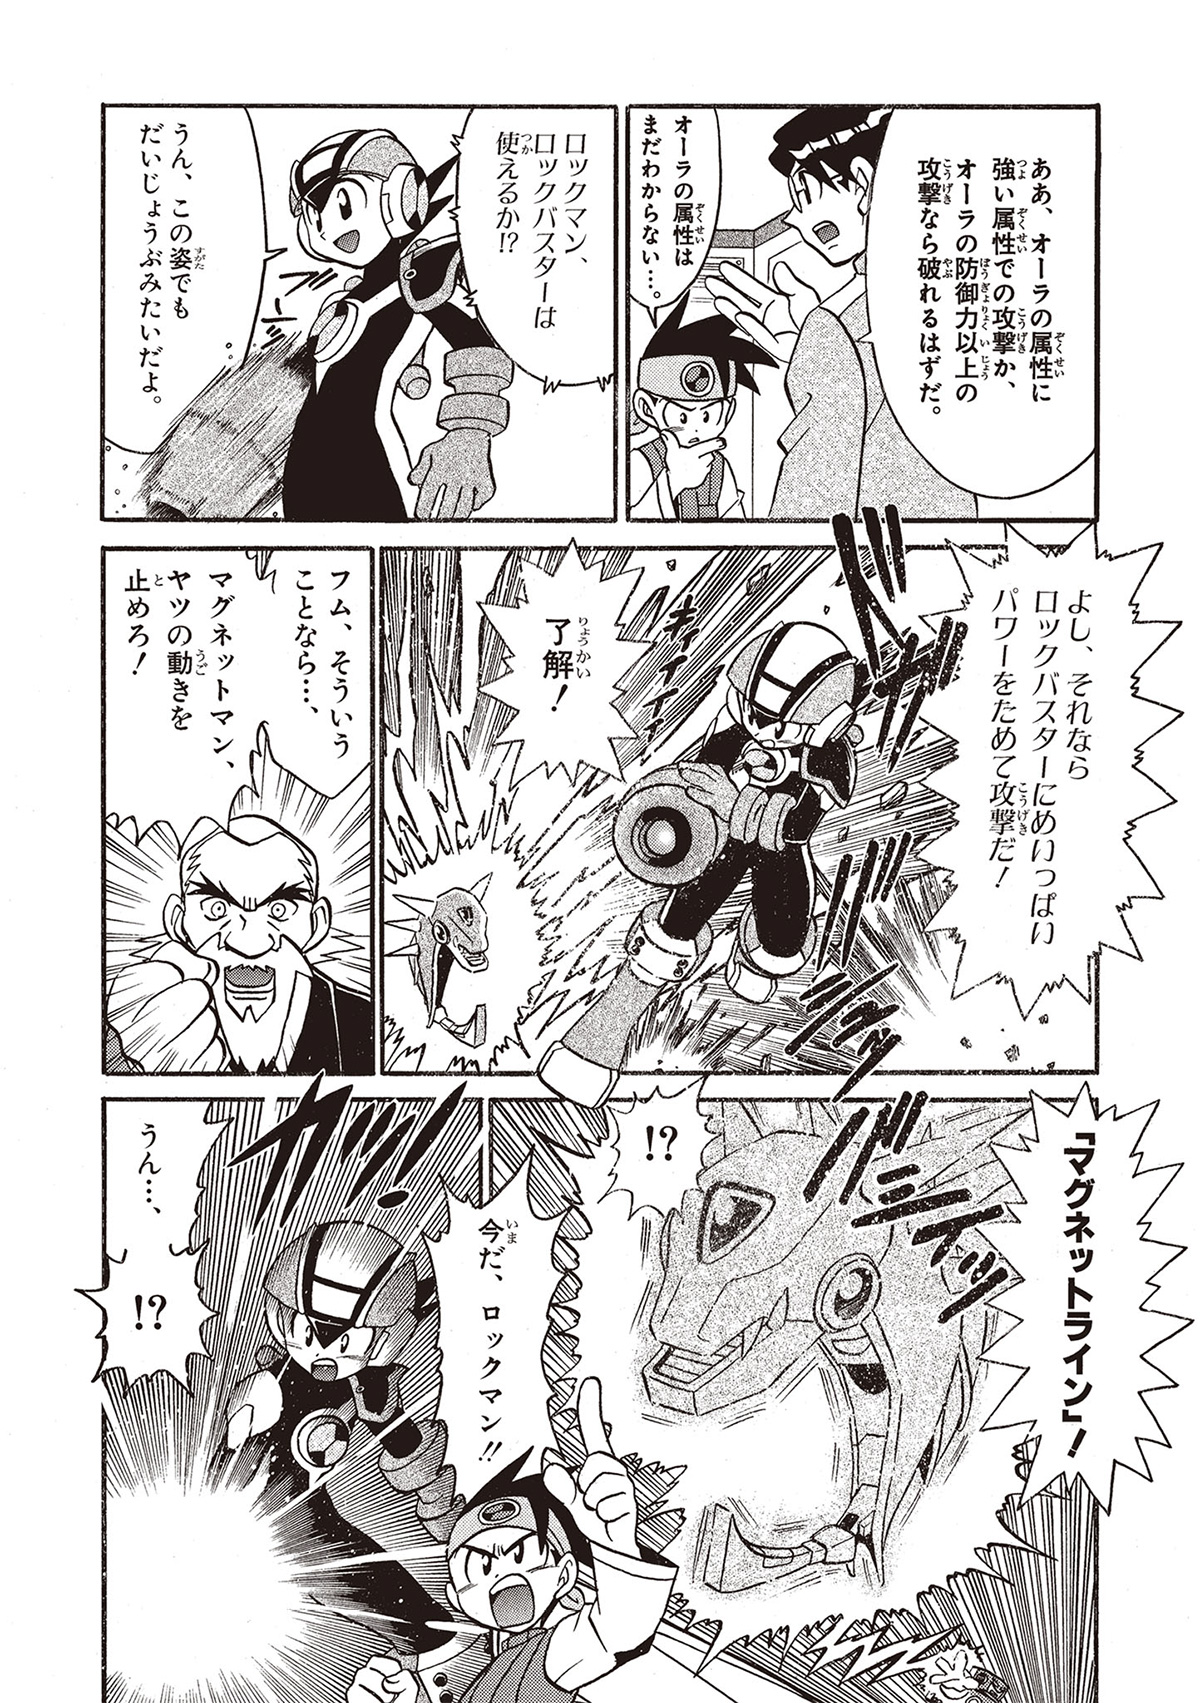 ああ、オーラの属性に
強い属性での攻撃か、
オーラの防御力以上の
攻撃なら破れるはずだ。
オーラの属性は
まだわからない…。
ロックマン、
ロックバスターは
使えるか!?
うん、この姿でも
だいじょうぶみたいだよ。
よし、それなら
ロックバスターにめいっぱい
パワーをためて攻撃だ！
キィイィ
了解！
フム、そういう
ことなら…、
マグネットマン、
ヤツの動きを
止めろ！
『マグネットライン』！
!?
今だ、ロックマン!!
うん…、
!?